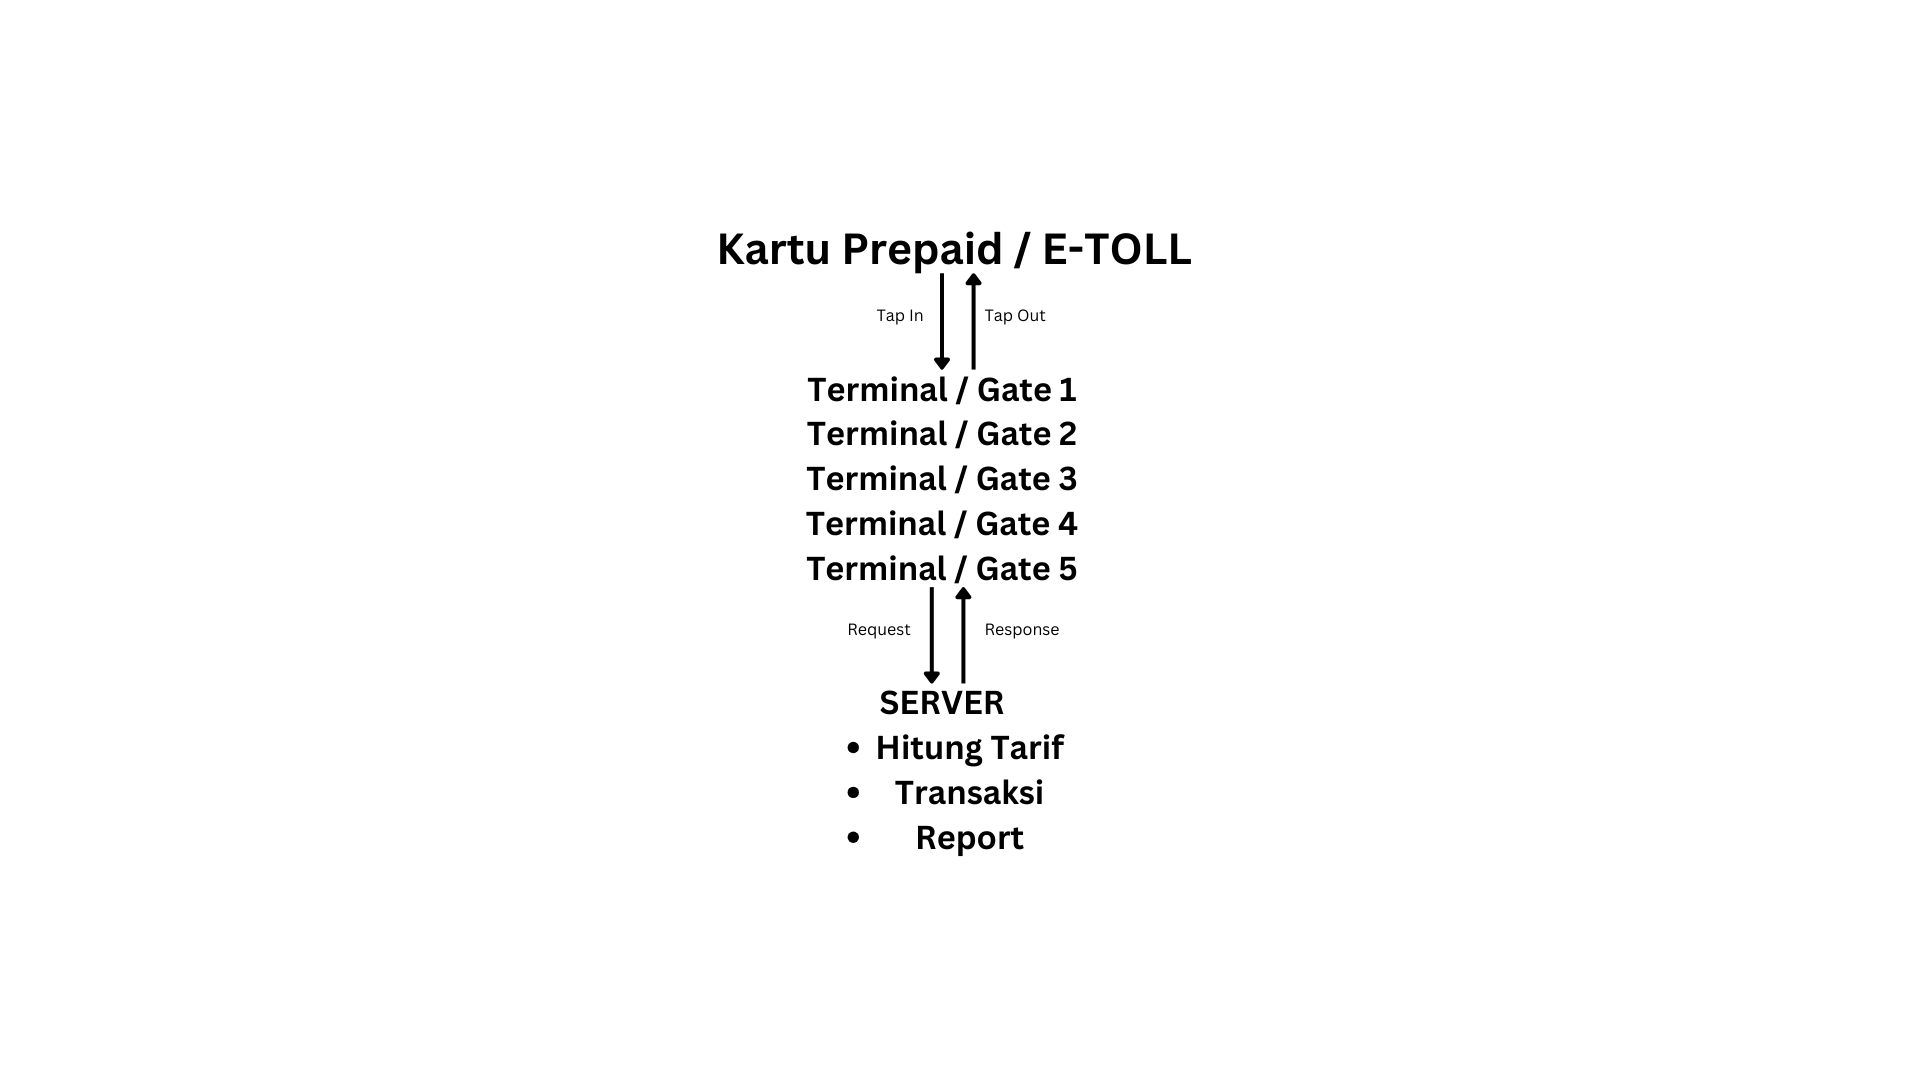 Kartu Prepaid / E-TOLL
Tap In
Tap Out
Terminal / Gate 1
Terminal / Gate 2
Terminal / Gate 3
Terminal / Gate 4
Terminal / Gate 5
Request
Response
SERVER
• Hitung Tarif
• Transaksi
• Report